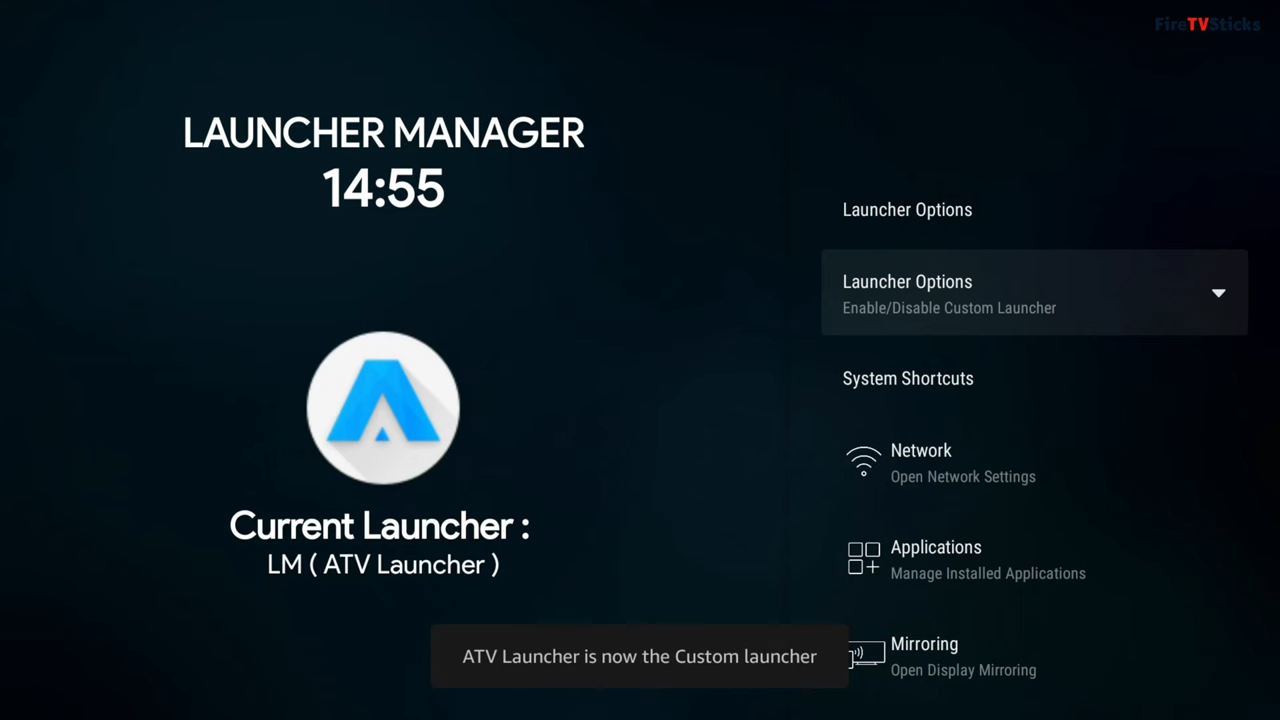 FireTVSticks
LAUNCHER MANAGER
14:55
Current Launcher :
LM ( ATV Launcher )
Launcher Options
Launcher Options
Enable/Disable Custom Launcher
System Shortcuts
Network
Open Network Settings
Applications
Manage Installed Applications
Mirroring
Open Display Mirroring
ATV Launcher is now the Custom launcher